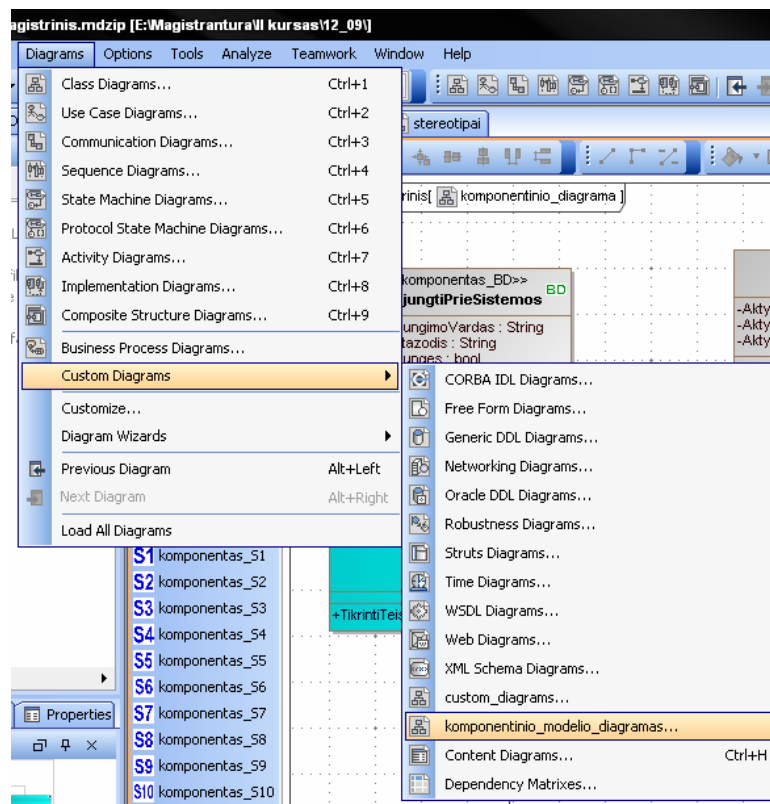 agistrinis.mdzip [E:\Magistrantura\II kursas\12_09\]
Diagrams Options Tools Analyze Teamwork Window Help
Class Diagrams... Ctrl+1
Use Case Diagrams... Ctrl+2
Communication Diagrams... Ctrl+3
Sequence Diagrams... Ctrl+4
State Machine Diagrams... Ctrl+5
Protocol State Machine Diagrams... Ctrl+6
Activity Diagrams... Ctrl+7
Implementation Diagrams... Ctrl+8
Composite Structure Diagrams... Ctrl+9
Business Process Diagrams...
Custom Diagrams
Customize...
Diagram Wizards
Previous Diagram Alt+Left
Next Diagram Alt+Right
Load All Diagrams
stereotipai
rinis[ komponentinio_diagrama ]
komponentas_BD>>
BD
jungtiPrieSistemos
ungimoVardas : String
tazodis : String
unges : bool
-Akty
-Akty
-Akty
CORBA IDL Diagrams...
Free Form Diagrams...
Generic DDL Diagrams...
Networking Diagrams...
Oracle DDL Diagrams...
Robustness Diagrams...
Struts Diagrams...
Time Diagrams...
WSDL Diagrams...
Web Diagrams...
XML Schema Diagrams...
custom_diagrams...
komponentinio_modelio_diagramas...
Content Diagrams... Ctrl+H
Dependency Matrixes...
S1 komponentas_S1
S2 komponentas_S2
S3 komponentas_S3
S4 komponentas_S4
S5 komponentas_S5
S6 komponentas_S6
S7 komponentas_S7
S8 komponentas_S8
S9 komponentas_S9
S10 komponentas_S10
+TikrintiTeis
Properties